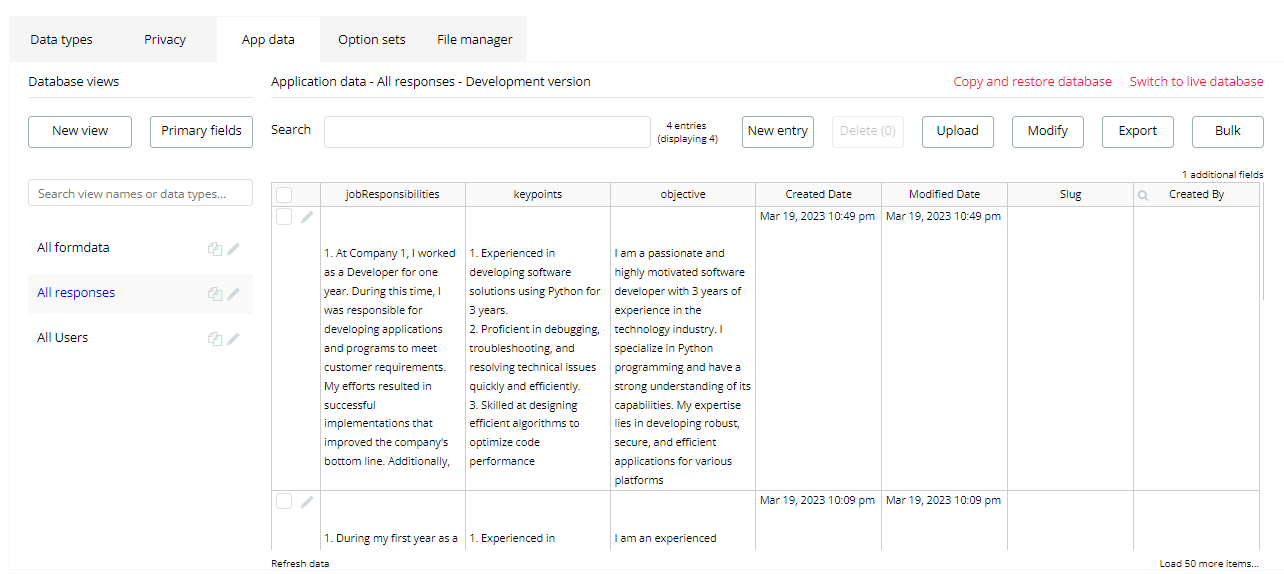 Data types Privacy App data Option sets File manager
Database views
Application data - All responses - Development version
Copy and restore database Switch to live database
New view Primary fields
Search
4 entries
(displaying 4)
New entry Delete (0) Upload Modify Export Bulk
1 additional fields
Search view names or data types...
All formdata
All responses
All Users
jobResponsibilities keypoints objective Created Date Modified Date Slug Created By
1. At Company 1, I worked
as a Developer for one
year. During this time, I
was responsible for
developing applications
and programs to meet
customer requirements.
My efforts resulted in
successful
implementations that
improved the company's
bottom line. Additionally,
1. Experienced in
developing software
solutions using Python for
3 years.
2. Proficient in debugging,
troubleshooting, and
resolving technical issues
quickly and efficiently.
3. Skilled at designing
efficient algorithms to
optimize code
performance
I am a passionate and
highly motivated software
developer with 3 years of
experience in the
technology industry. I
specialize in Python
programming and have a
strong understanding of its
capabilities. My expertise
lies in developing robust,
secure, and efficient
applications for various
platforms
Mar 19, 2023 10:49 pm Mar 19, 2023 10:49 pm
1. During my first year as a
1. Experienced in
I am an experienced
Mar 19, 2023 10:09 pm Mar 19, 2023 10:09 pm
Refresh data
Load 50 more items...